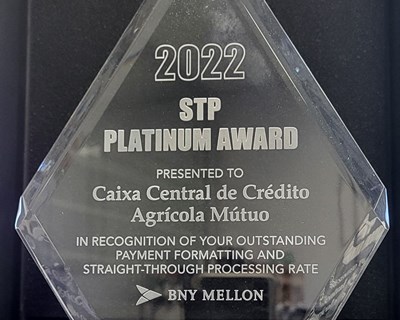 2022
STP
PLATINUM AWARD
PRESENTED TO
Caixa Central de Crédito
Agrícola Mútuo
IN RECOGNITION OF YOUR OUTSTANDING
PAYMENT FORMATTING AND
STRAIGHT-THROUGH PROCESSING RATE
BNY MELLON